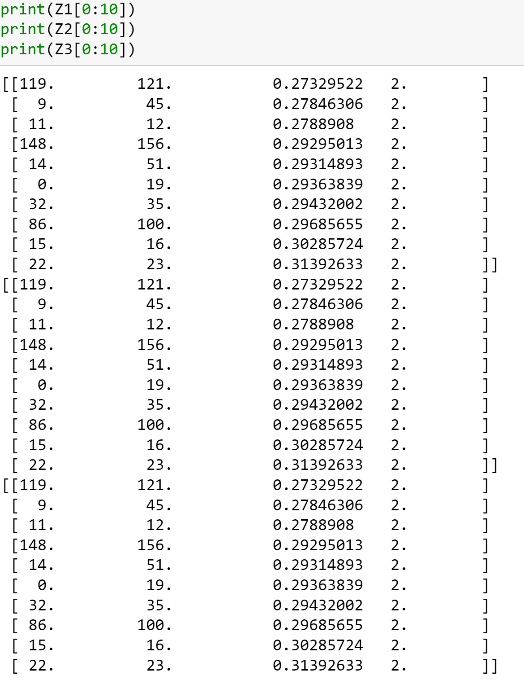 print(Z1[0:10])
print(Z2[0:10])
print(Z3[0:10])
[[119.         121.           0.27329522   2.        ]
 [  9.          45.           0.27846306   2.        ]
 [ 11.          12.           0.2788908    2.        ]
 [148.         156.           0.29295013   2.        ]
 [ 14.          51.           0.29314893   2.        ]
 [  0.          19.           0.29363839   2.        ]
 [ 32.          35.           0.29432002   2.        ]
 [ 86.         100.           0.29685655   2.        ]
 [ 15.          16.           0.30285724   2.        ]
 [ 22.          23.           0.31392633   2.        ]]
[[119.         121.           0.27329522   2.        ]
 [  9.          45.           0.27846306   2.        ]
 [ 11.          12.           0.2788908    2.        ]
 [148.         156.           0.29295013   2.        ]
 [ 14.          51.           0.29314893   2.        ]
 [  0.          19.           0.29363839   2.        ]
 [ 32.          35.           0.29432002   2.        ]
 [ 86.         100.           0.29685655   2.        ]
 [ 15.          16.           0.30285724   2.        ]
 [ 22.          23.           0.31392633   2.        ]]
[[119.         121.           0.27329522   2.        ]
 [  9.          45.           0.27846306   2.        ]
 [ 11.          12.           0.2788908    2.        ]
 [148.         156.           0.29295013   2.        ]
 [ 14.          51.           0.29314893   2.        ]
 [  0.          19.           0.29363839   2.        ]
 [ 32.          35.           0.29432002   2.        ]
 [ 86.         100.           0.29685655   2.        ]
 [ 15.          16.           0.30285724   2.        ]
 [ 22.          23.           0.31392633   2.        ]]